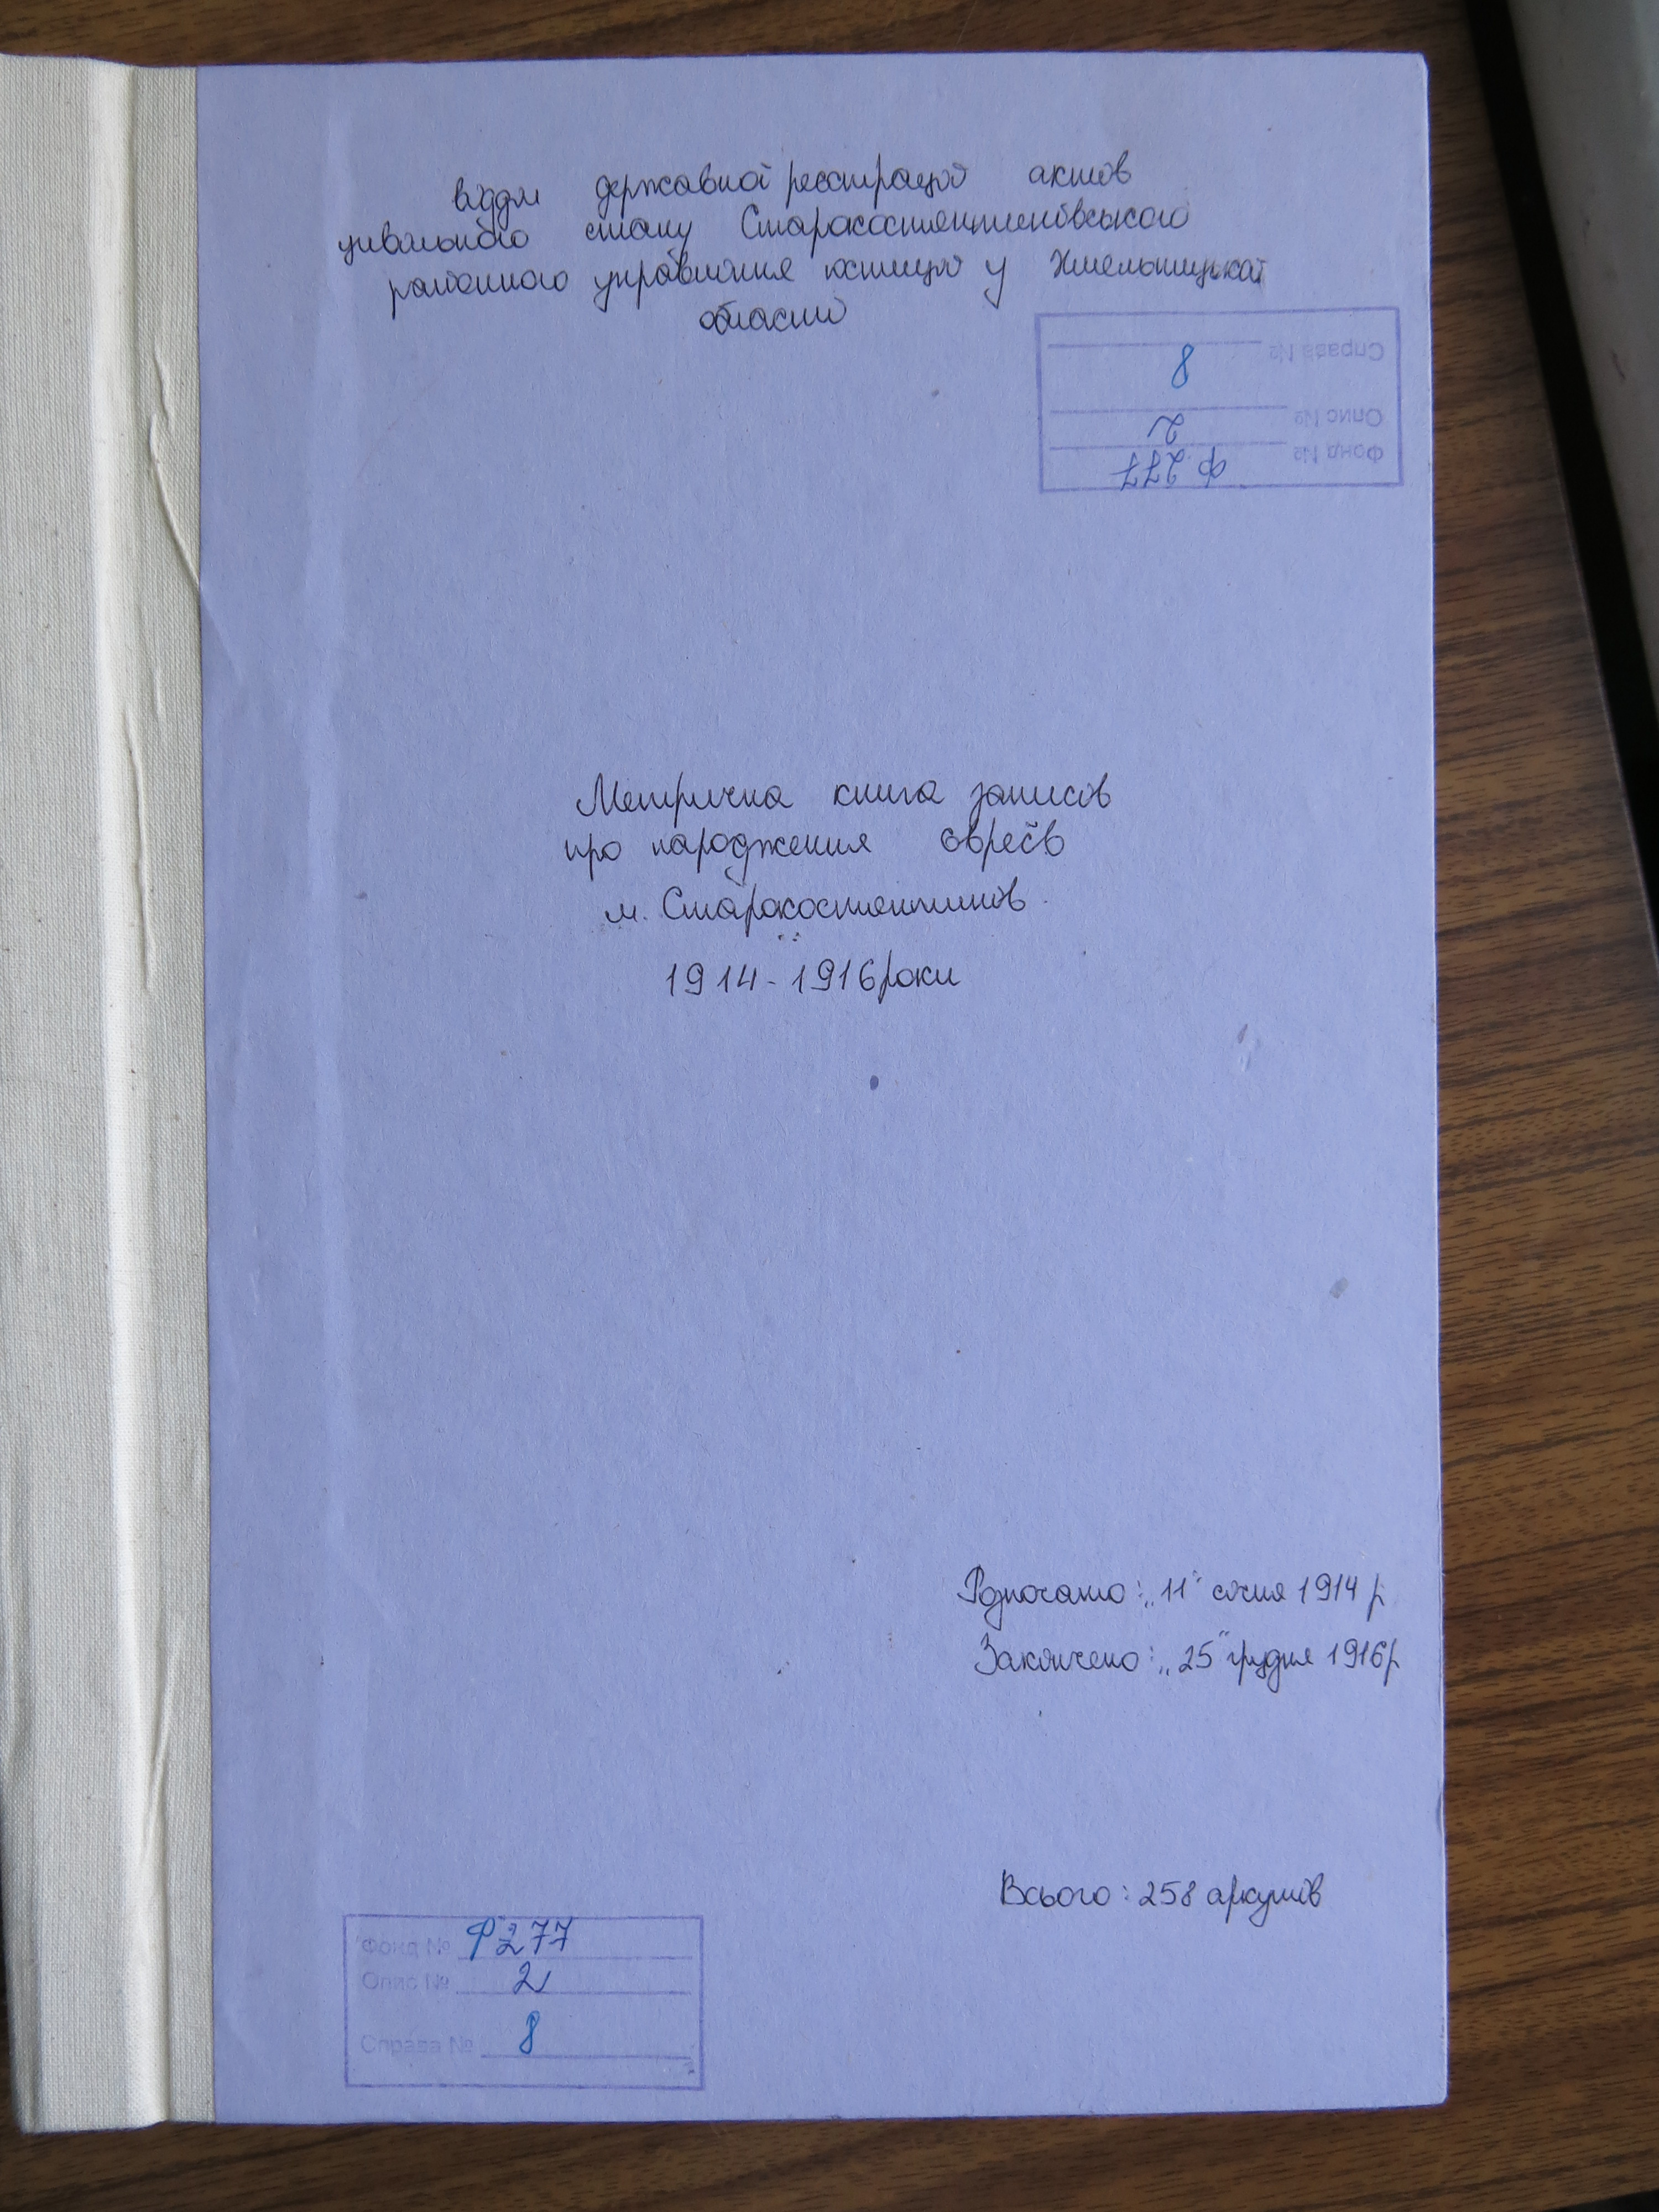 відділ державної реєстрації актів
цивільного стану Старокостянтинівського
районного управління юстиції у Хмельницькій
області
Справа № 8
Опис № 2
Фонд № Ф. 277
Метрична книга записів
про народження євреїв
м. Старокостянтинів
1914-1916 роки
Розпочато: „11" січня 1914 р
Закінчено: „25" грудня 1916 р
Всього: 258 аркушів
Фонд № Ф277
Опис № 2
Справа № 8